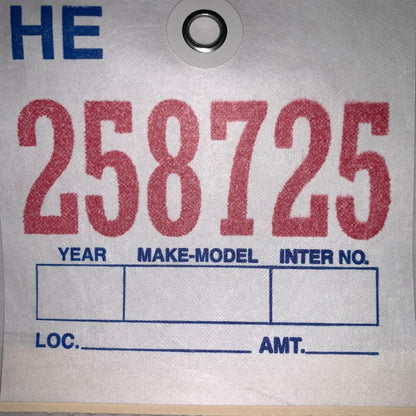 HE
258725
YEAR MAKE-MODEL INTER NO.
LOC. AMT.